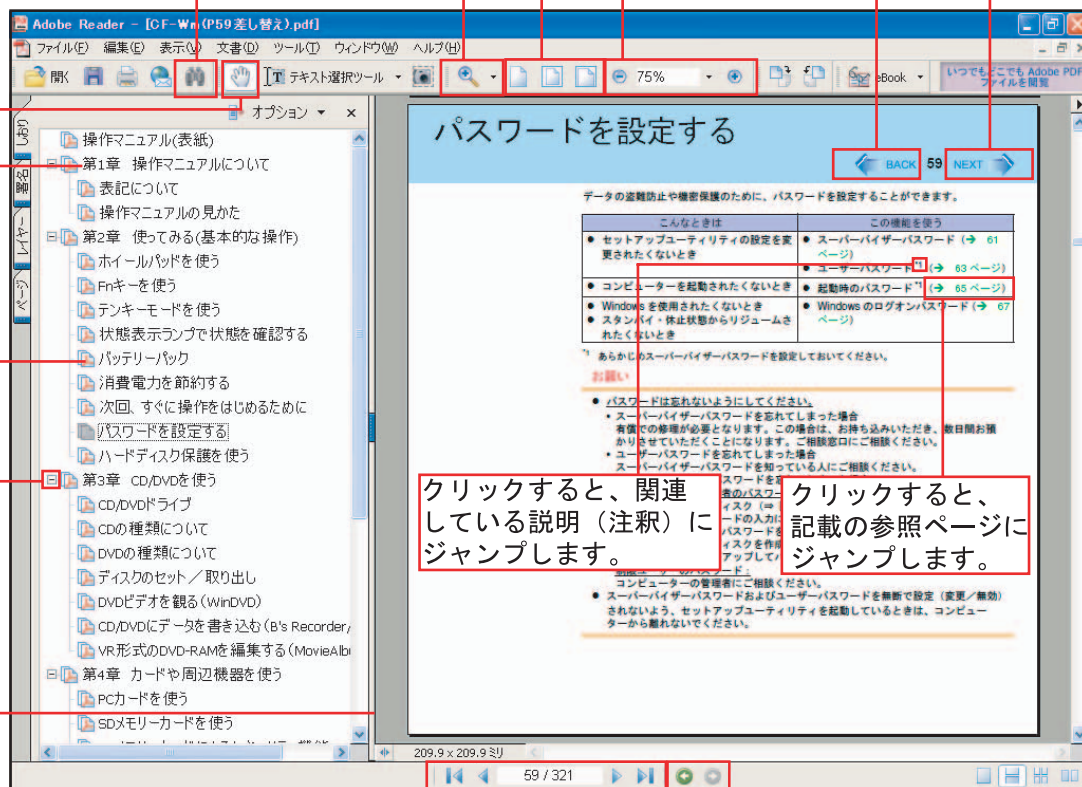 Adobe Reader - [CF-Wm(P59差し替え).pdf]
ファイル(F) 編集(E) 表示(V) 文書(D) ツール(T) ウィンドウ(W) ヘルプ(H)
開く テキスト選択ツール 75% eBook いつでもどこでも Adobe PDF
ファイルを閲覧
オプション
しおり
署名
レイヤー
ページ
操作マニュアル(表紙)
第1章 操作マニュアルについて
表記について
操作マニュアルの見かた
第2章 使ってみる(基本的な操作)
ホイールパッドを使う
Fnキーを使う
テンキーモードを使う
状態表示ランプで状態を確認する
バッテリーパック
消費電力を節約する
次回、すぐに操作をはじめるために
パスワードを設定する
ハードディスク保護を使う
第3章 CD/DVDを使う
CD/DVDドライブ
CDの種類について
DVDの種類について
ディスクのセット/取り出し
DVDビデオを観る(WinDVD)
CD/DVDにデータを書き込む(B's Recorder/
VR形式のDVD-RAMを編集する(MovieAlbu
第4章 カードや周辺機器を使う
PCカードを使う
SDメモリーカードを使う
パスワードを設定する
BACK 59 NEXT
データの盗難防止や機密保護のために、パスワードを設定することができます。
こんなときは この機能を使う
● セットアップユーティリティの設定を変更されたくないとき
● スーパーバイザーパスワード(→ 61 ページ)
● ユーザーパスワード*1(→ 63 ページ)
● コンピューターを起動されたくないとき ● 起動時のパスワード*1(→ 65 ページ)
● Windows を使用されたくないとき
● スタンバイ・休止状態からリジュームされたくないとき
● Windows のログオンパスワード(→ 67 ページ)
*1 あらかじめスーパーバイザーパスワードを設定しておいてください。
お願い
● パスワードは忘れないようにしてください。
・スーパーバイザーパスワードを忘れてしまった場合
有償での修理が必要となります。この場合は、お持ち込みいただき、数日間お預
かりさせていただくことになります。ご相談窓口にご相談ください。
・ユーザーパスワードを忘れてしまった場合
スーパーバイザーパスワードを知っている人にご相談ください。
クリックすると、関連
している説明(注釈)に
ジャンプします。
クリックすると、
記載の参照ページに
ジャンプします。
コンピューターの管理者にご相談ください。
● スーパーバイザーパスワードおよびユーザーパスワードを無断で設定(変更/無効)
されないよう、セットアップユーティリティを起動しているときは、コンピュー
ターから離れないでください。
209.9 x 209.9 ミリ
59 / 321